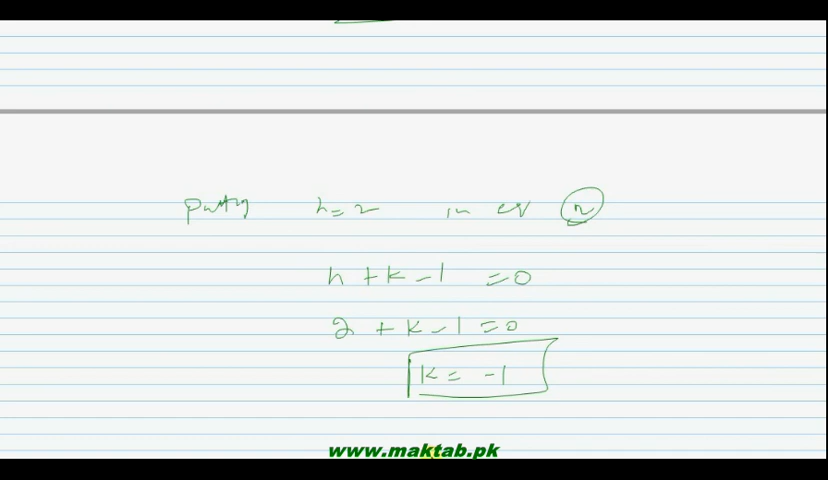 Putting h = 2 in eq 2
h + k - 1 = 0
2 + k - 1 = 0
k = -1
www.maktab.pk